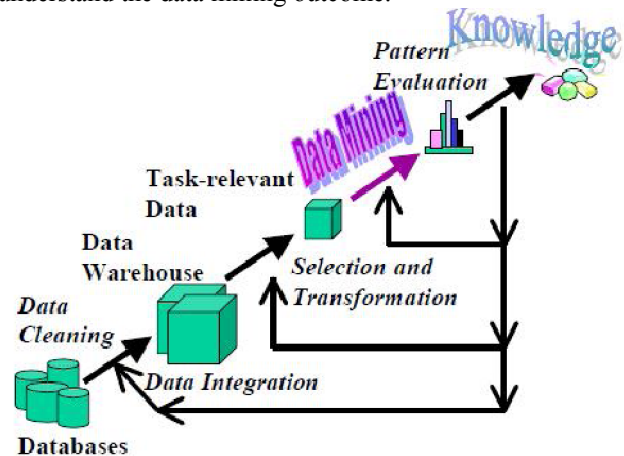 understand the data mining outcome.
Knowledge
Pattern
Evaluation
Data Mining
Task-relevant
Data
Data
Warehouse
Selection and
Transformation
Data
Cleaning
Data Integration
Databases